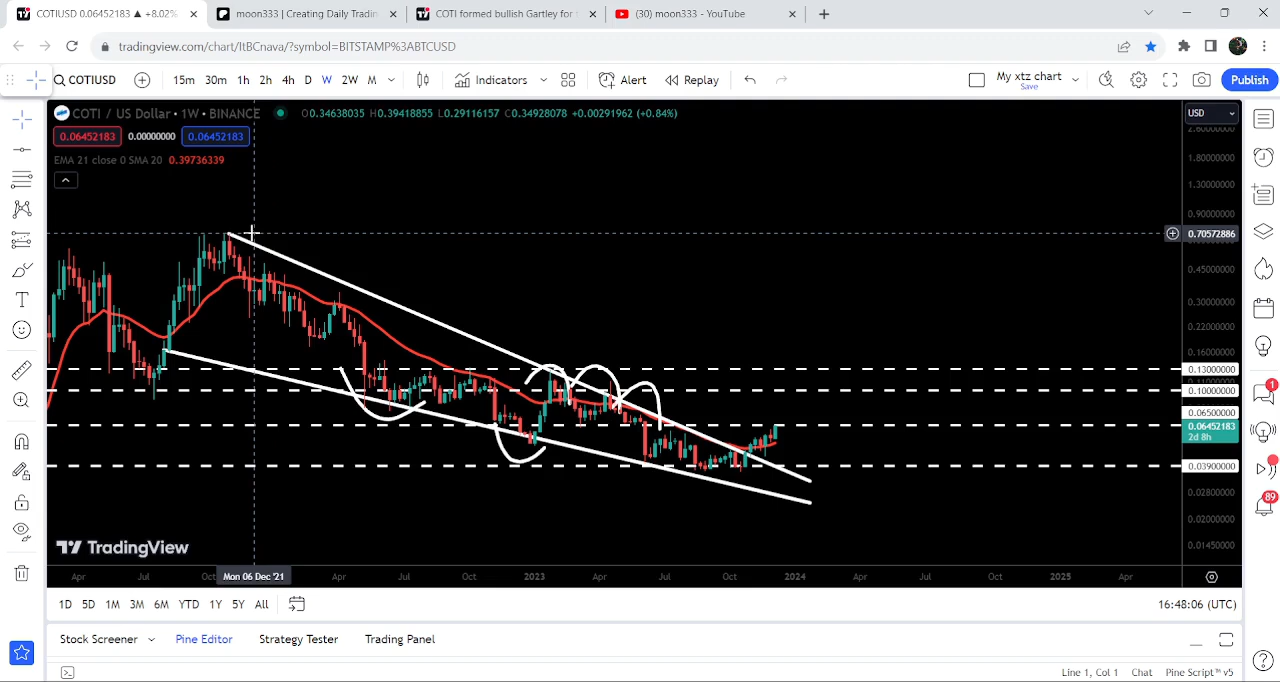 COTIUSD 0.06452183 ▲ +8.02%
moon333 | Creating Daily Tradin
COTI formed bullish Gartley for
(30) moon333 - YouTube
tradingview.com/chart/ItBCnava/?symbol=BITSTAMP%3ABTCUSD
COTIUSD 15m 30m 1h 2h 4h D W 2W M Indicators Alert Replay My xtz chart Save Publish
COTI / US Dollar • 1W • BINANCE O0.34638035 H0.39418855 L0.29116157 C0.34928078 +0.00291962 (+0.84%) USD
0.06452183 0.00000000 0.06452183
EMA 21 close 0 SMA 20 0.39736339
1.80000000
1.30000000
0.90000000
0.70572886
0.45000000
0.30000000
0.22000000
0.16000000
0.13000000
0.10000000
0.06500000
0.06452183
2d 8h
0.03900000
0.02800000
0.02000000
0.01450000
TradingView
Apr Jul Oct Mon 06 Dec '21 Apr Jul Oct 2023 Apr Jul Oct 2024 Apr Jul Oct 2025 Apr
1D 5D 1M 3M 6M YTD 1Y 5Y All 16:48:06 (UTC)
Stock Screener Pine Editor Strategy Tester Trading Panel
Line 1, Col 1 Chat Pine Script™ v5
1
89